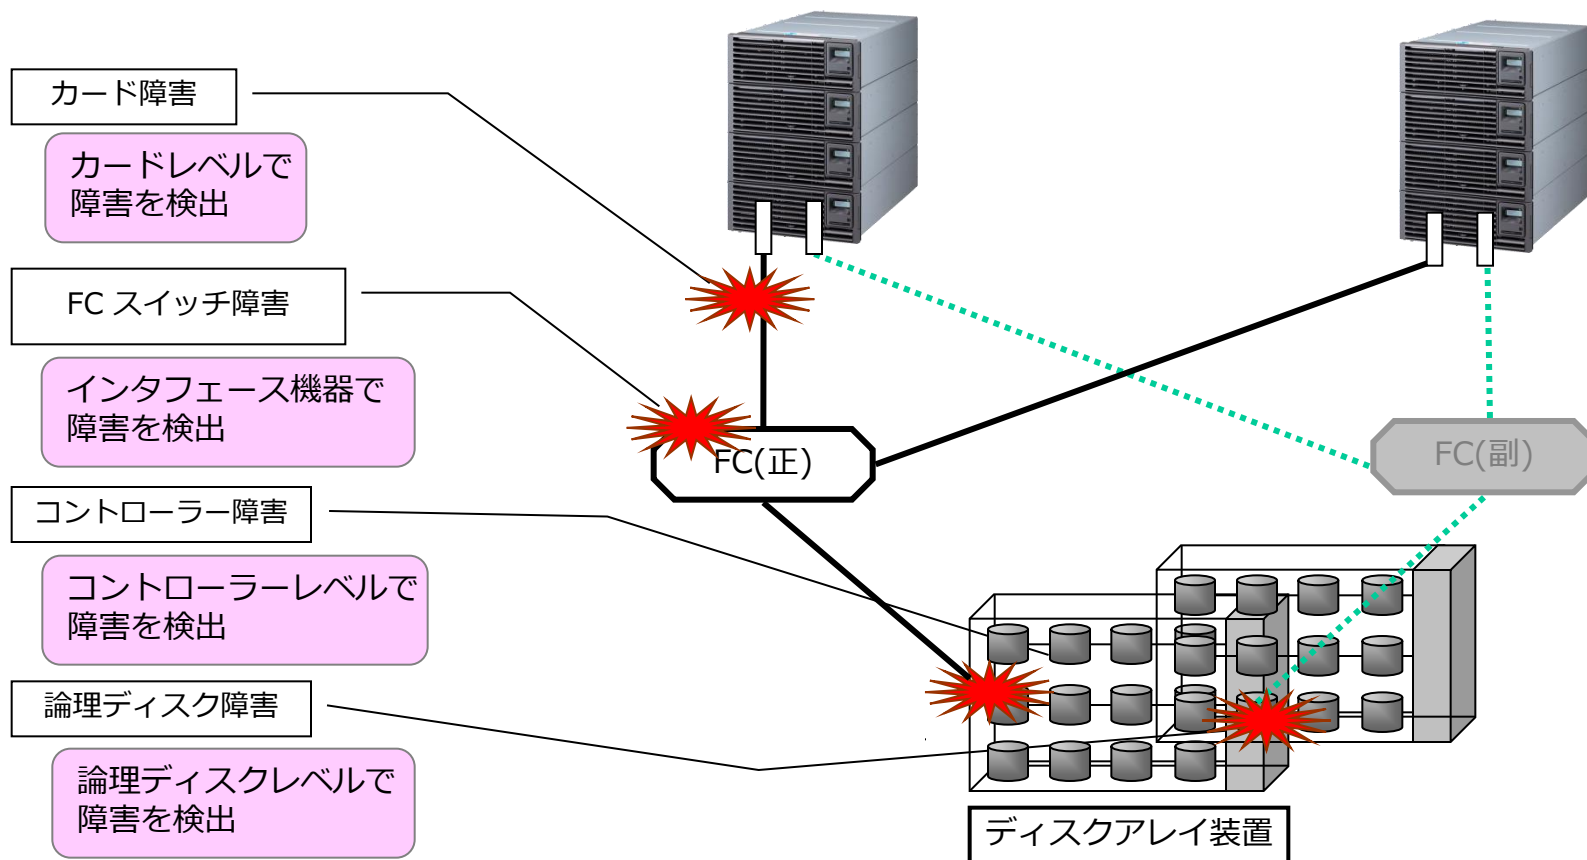 カード障害
カードレベルで
障害を検出
FC スイッチ障害
インタフェース機器で
障害を検出
FC(正)
FC(副)
コントローラー障害
コントローラーレベルで
障害を検出
論理ディスク障害
論理ディスクレベルで
障害を検出
ディスクアレイ装置